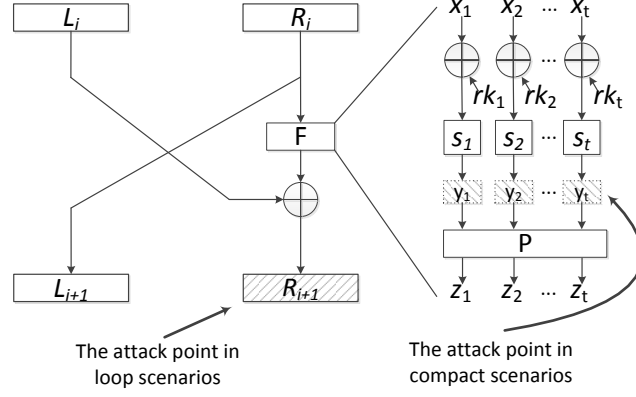 L_i R_i
x_1 x_2 ... x_t
rk_1 rk_2 rk_t
F
s_1 s_2 ... s_t
y_1 y_2 ... y_t
P
L_{i+1} R_{i+1}
z_1 z_2 ... z_t
The attack point in
loop scenarios
The attack point in
compact scenarios